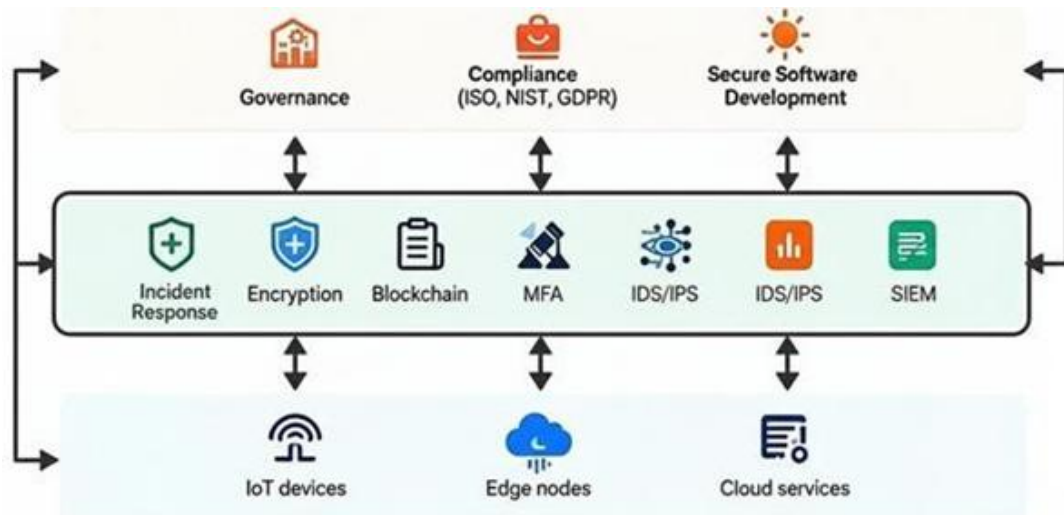 Governance
Compliance
(ISO, NIST, GDPR)
Secure Software
Development
Incident
Response
Encryption
Blockchain
MFA
IDS/IPS
IDS/IPS
SIEM
IoT devices
Edge nodes
Cloud services